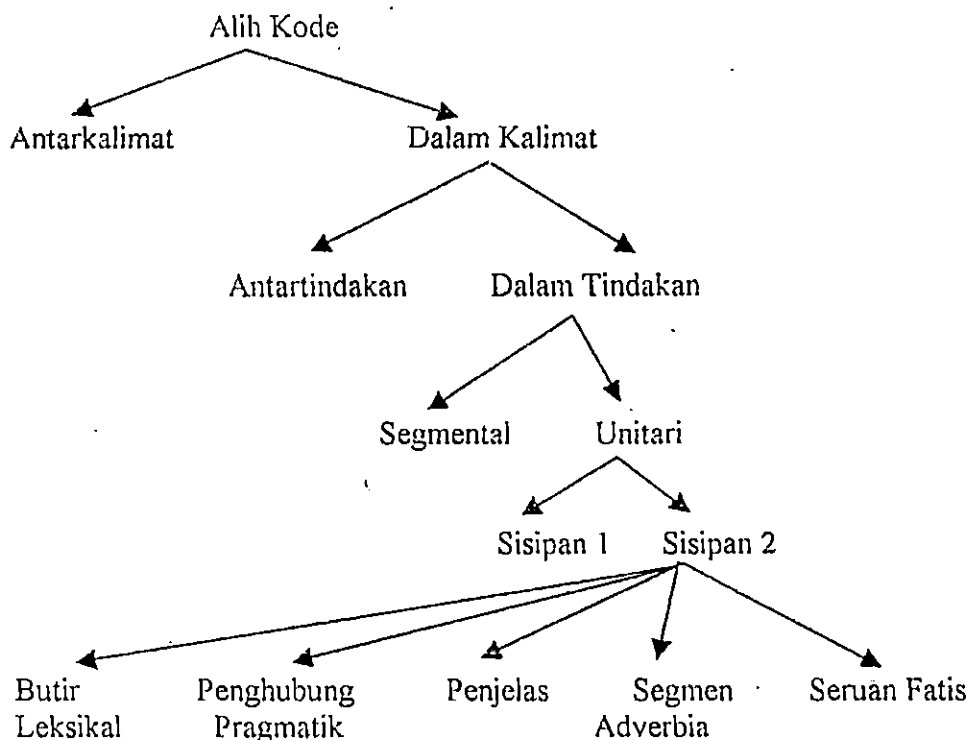 Alih Kode
Antarkalimat Dalam Kalimat
Antartindakan Dalam Tindakan
Segmental Unitari
Sisipan 1 Sisipan 2
Butir Penghubung Penjelas Segmen Seruan Fatis
Leksikal Pragmatik Adverbia